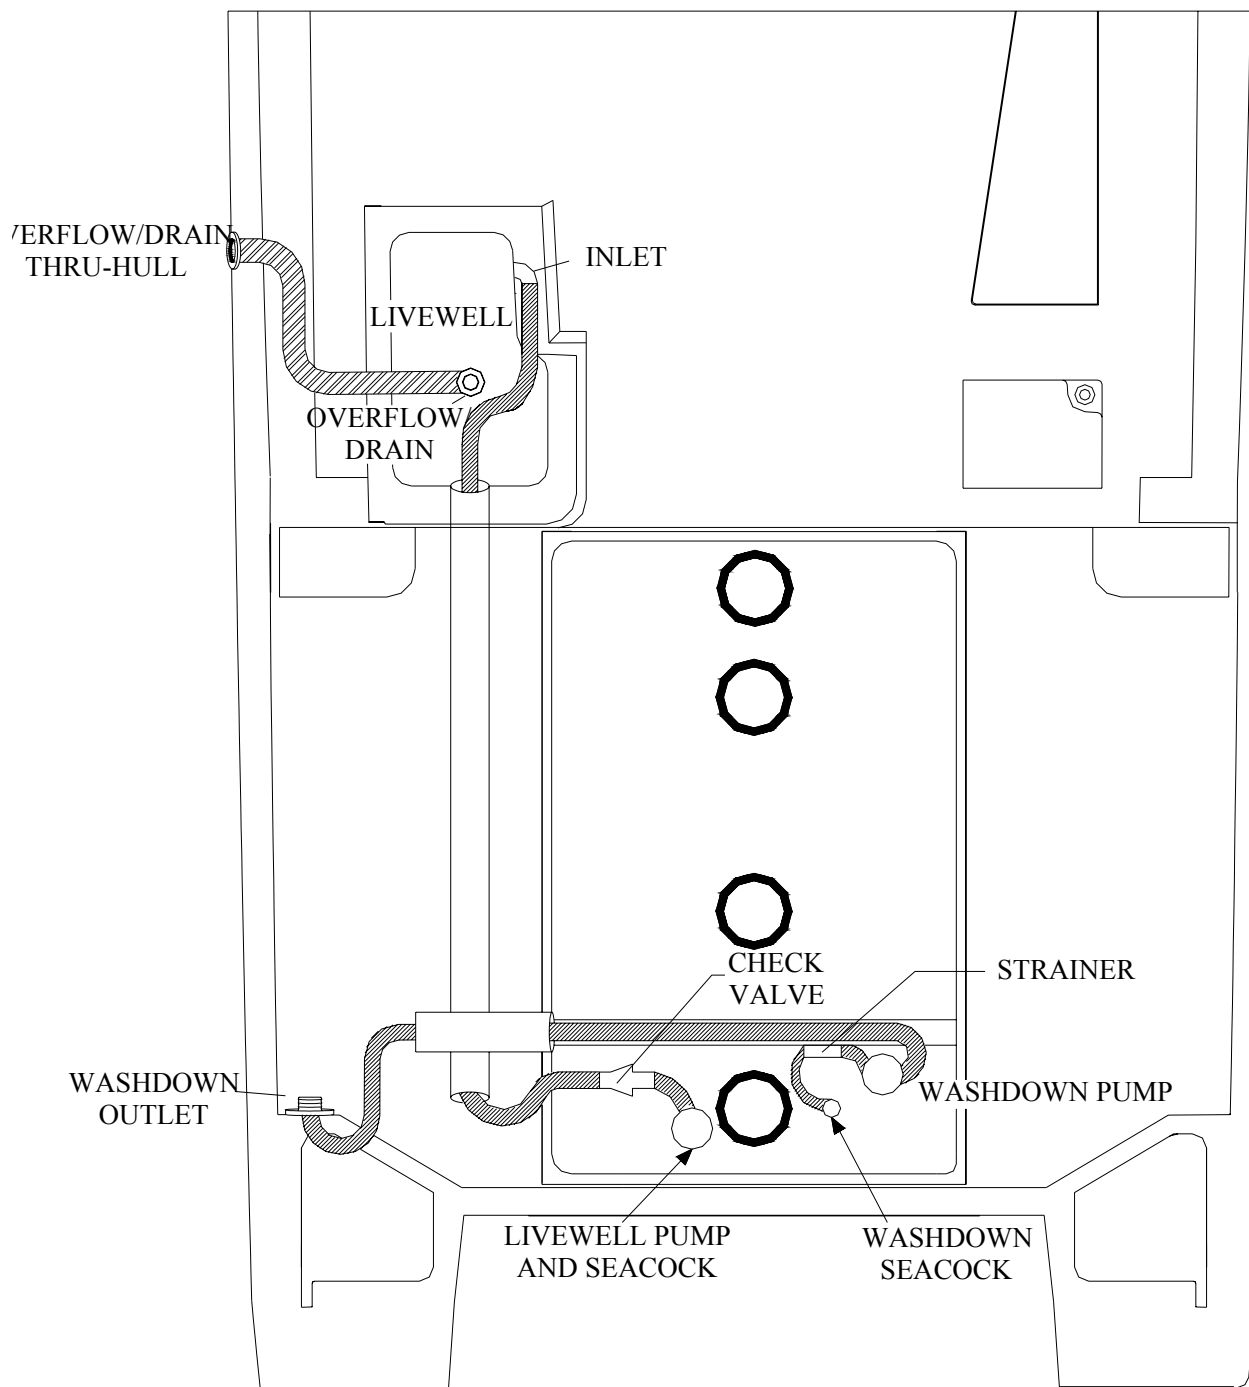 VERFLOW/DRAIN
THRU-HULL
INLET
LIVEWELL
OVERFLOW/
DRAIN
CHECK
VALVE
STRAINER
WASHDOWN
OUTLET
WASHDOWN PUMP
LIVEWELL PUMP
AND SEACOCK
WASHDOWN
SEACOCK